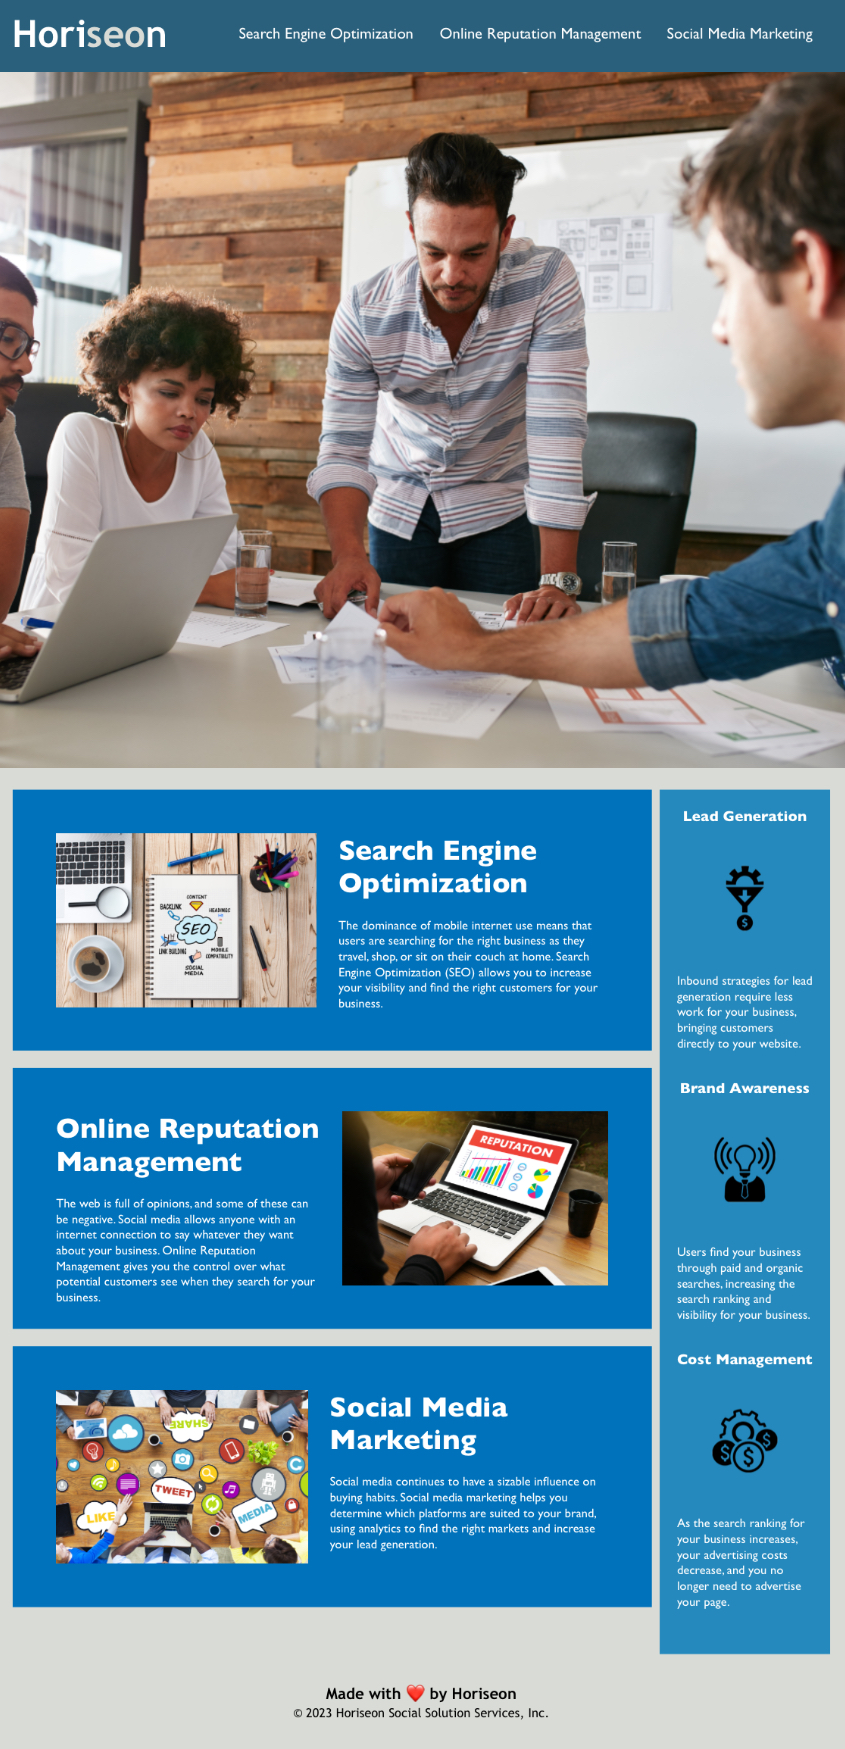 Horiseon
Search Engine Optimization
Online Reputation Management
Social Media Marketing
CONTENT
BACKLINK
HEADINGS
SEO
LINK BUILDING
MOBILE
COMPATIBILITY
SOCIAL
MEDIA
Search Engine
Optimization
The dominance of mobile internet use means that
users are searching for the right business as they
travel, shop, or sit on their couch at home. Search
Engine Optimization (SEO) allows you to increase
your visibility and find the right customers for your
business.
Online Reputation
Management
The web is full of opinions, and some of these can
be negative. Social media allows anyone with an
internet connection to say whatever they want
about your business. Online Reputation
Management gives you the control over what
potential customers see when they search for your
business.
REPUTATION
SHARE
TWEET
LIKE
MEDIA
Social Media
Marketing
Social media continues to have a sizable influence on
buying habits. Social media marketing helps you
determine which platforms are suited to your brand,
using analytics to find the right markets and increase
your lead generation.
Lead Generation
$
Inbound strategies for lead
generation require less
work for your business,
bringing customers
directly to your website.
Brand Awareness
Users find your business
through paid and organic
searches, increasing the
search ranking and
visibility for your business.
Cost Management
$ $ $
As the search ranking for
your business increases,
your advertising costs
decrease, and you no
longer need to advertise
your page.
Made with ❤️ by Horiseon
© 2023 Horiseon Social Solution Services, Inc.